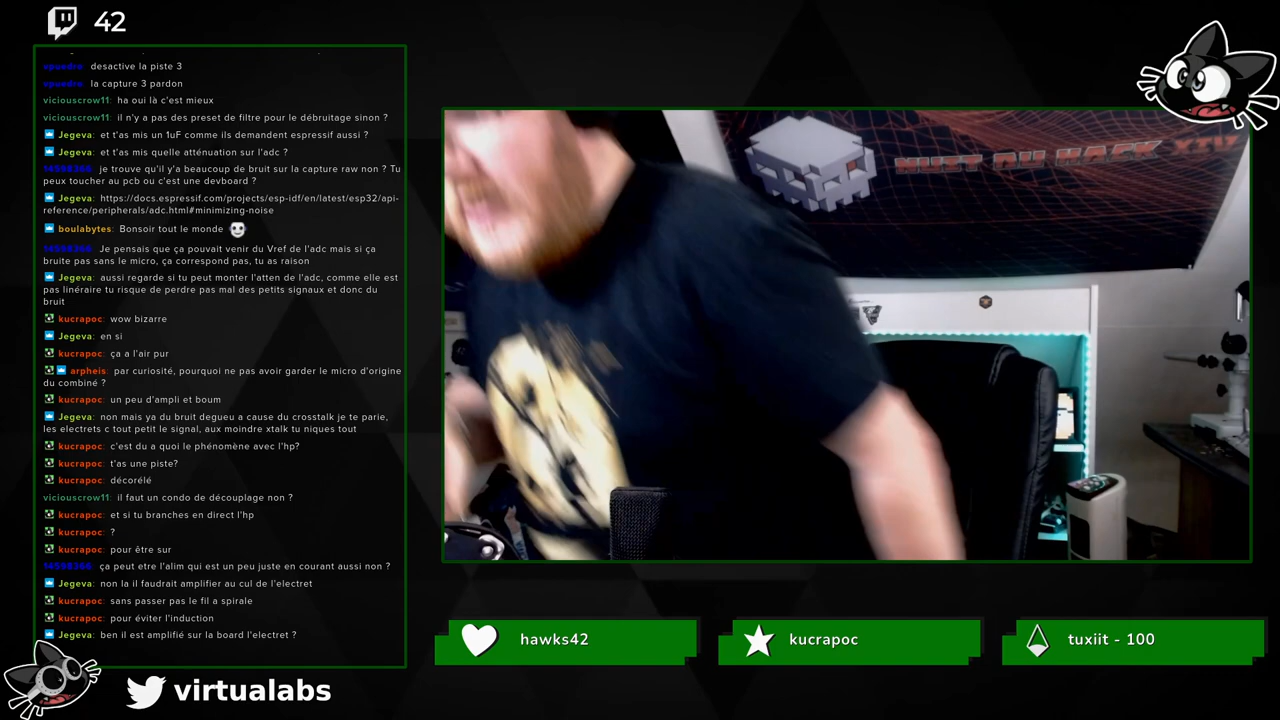 42
vpuedro desactive la piste 3
vpuedro la capture 3 pardon
viciouscrow11: ha oui là c'est mieux
viciouscrow11: il n'y a pas des preset de filtre pour le débruitage sinon ?
Jegeva: et t'as mis un 1uF comme ils demandent espressif aussi ?
Jegeva: et t'as mis quelle atténuation sur l'adc ?
14598366: je trouve qu'il y'a beaucoup de bruit sur la capture raw non ? Tu
peux toucher au pcb ou c'est une devboard ?
Jegeva: https://docs.espressif.com/projects/esp-idf/en/latest/esp32/api-
reference/peripherals/adc.html#minimizing-noise
boulabytes: Bonsoir tout le monde
14598366: Je pensais que ça pouvait venir du Vref de l'adc mais si ça
bruite pas sans le micro, ça correspond pas, tu as raison
Jegeva: aussi regarde si tu peut monter l'atten de l'adc, comme elle est
pas linéraire tu risque de perdre pas mal des petits signaux et donc du
bruit
kucrapoc: wow bizarre
Jegeva: en si
kucrapoc: ça a l'air pur
arpheis: par curiosité, pourquoi ne pas avoir garder le micro d'origine
du combiné ?
kucrapoc: un peu d'ampli et boum
Jegeva: non mais ya du bruit degueu a cause du crosstalk je te parie,
les electrets c tout petit le signal, aux moindre xtalk tu niques tout
kucrapoc: c'est du a quoi le phénomène avec l'hp?
kucrapoc: t'as une piste?
kucrapoc: décorélé
viciouscrow11: il faut un condo de découplage non ?
kucrapoc: et si tu branches en direct l'hp
kucrapoc: ?
kucrapoc: pour être sur
14598366: ça peut etre l'alim qui est un peu juste en courant aussi non ?
Jegeva: non la il faudrait amplifier au cul de l'electret
kucrapoc: sans passer pas le fil a spirale
kucrapoc: pour éviter l'induction
Jegeva: ben il est amplifié sur la board l'electret ?
NUIT DU HACK XIV
hawks42
kucrapoc
tuxiit - 100
virtualabs